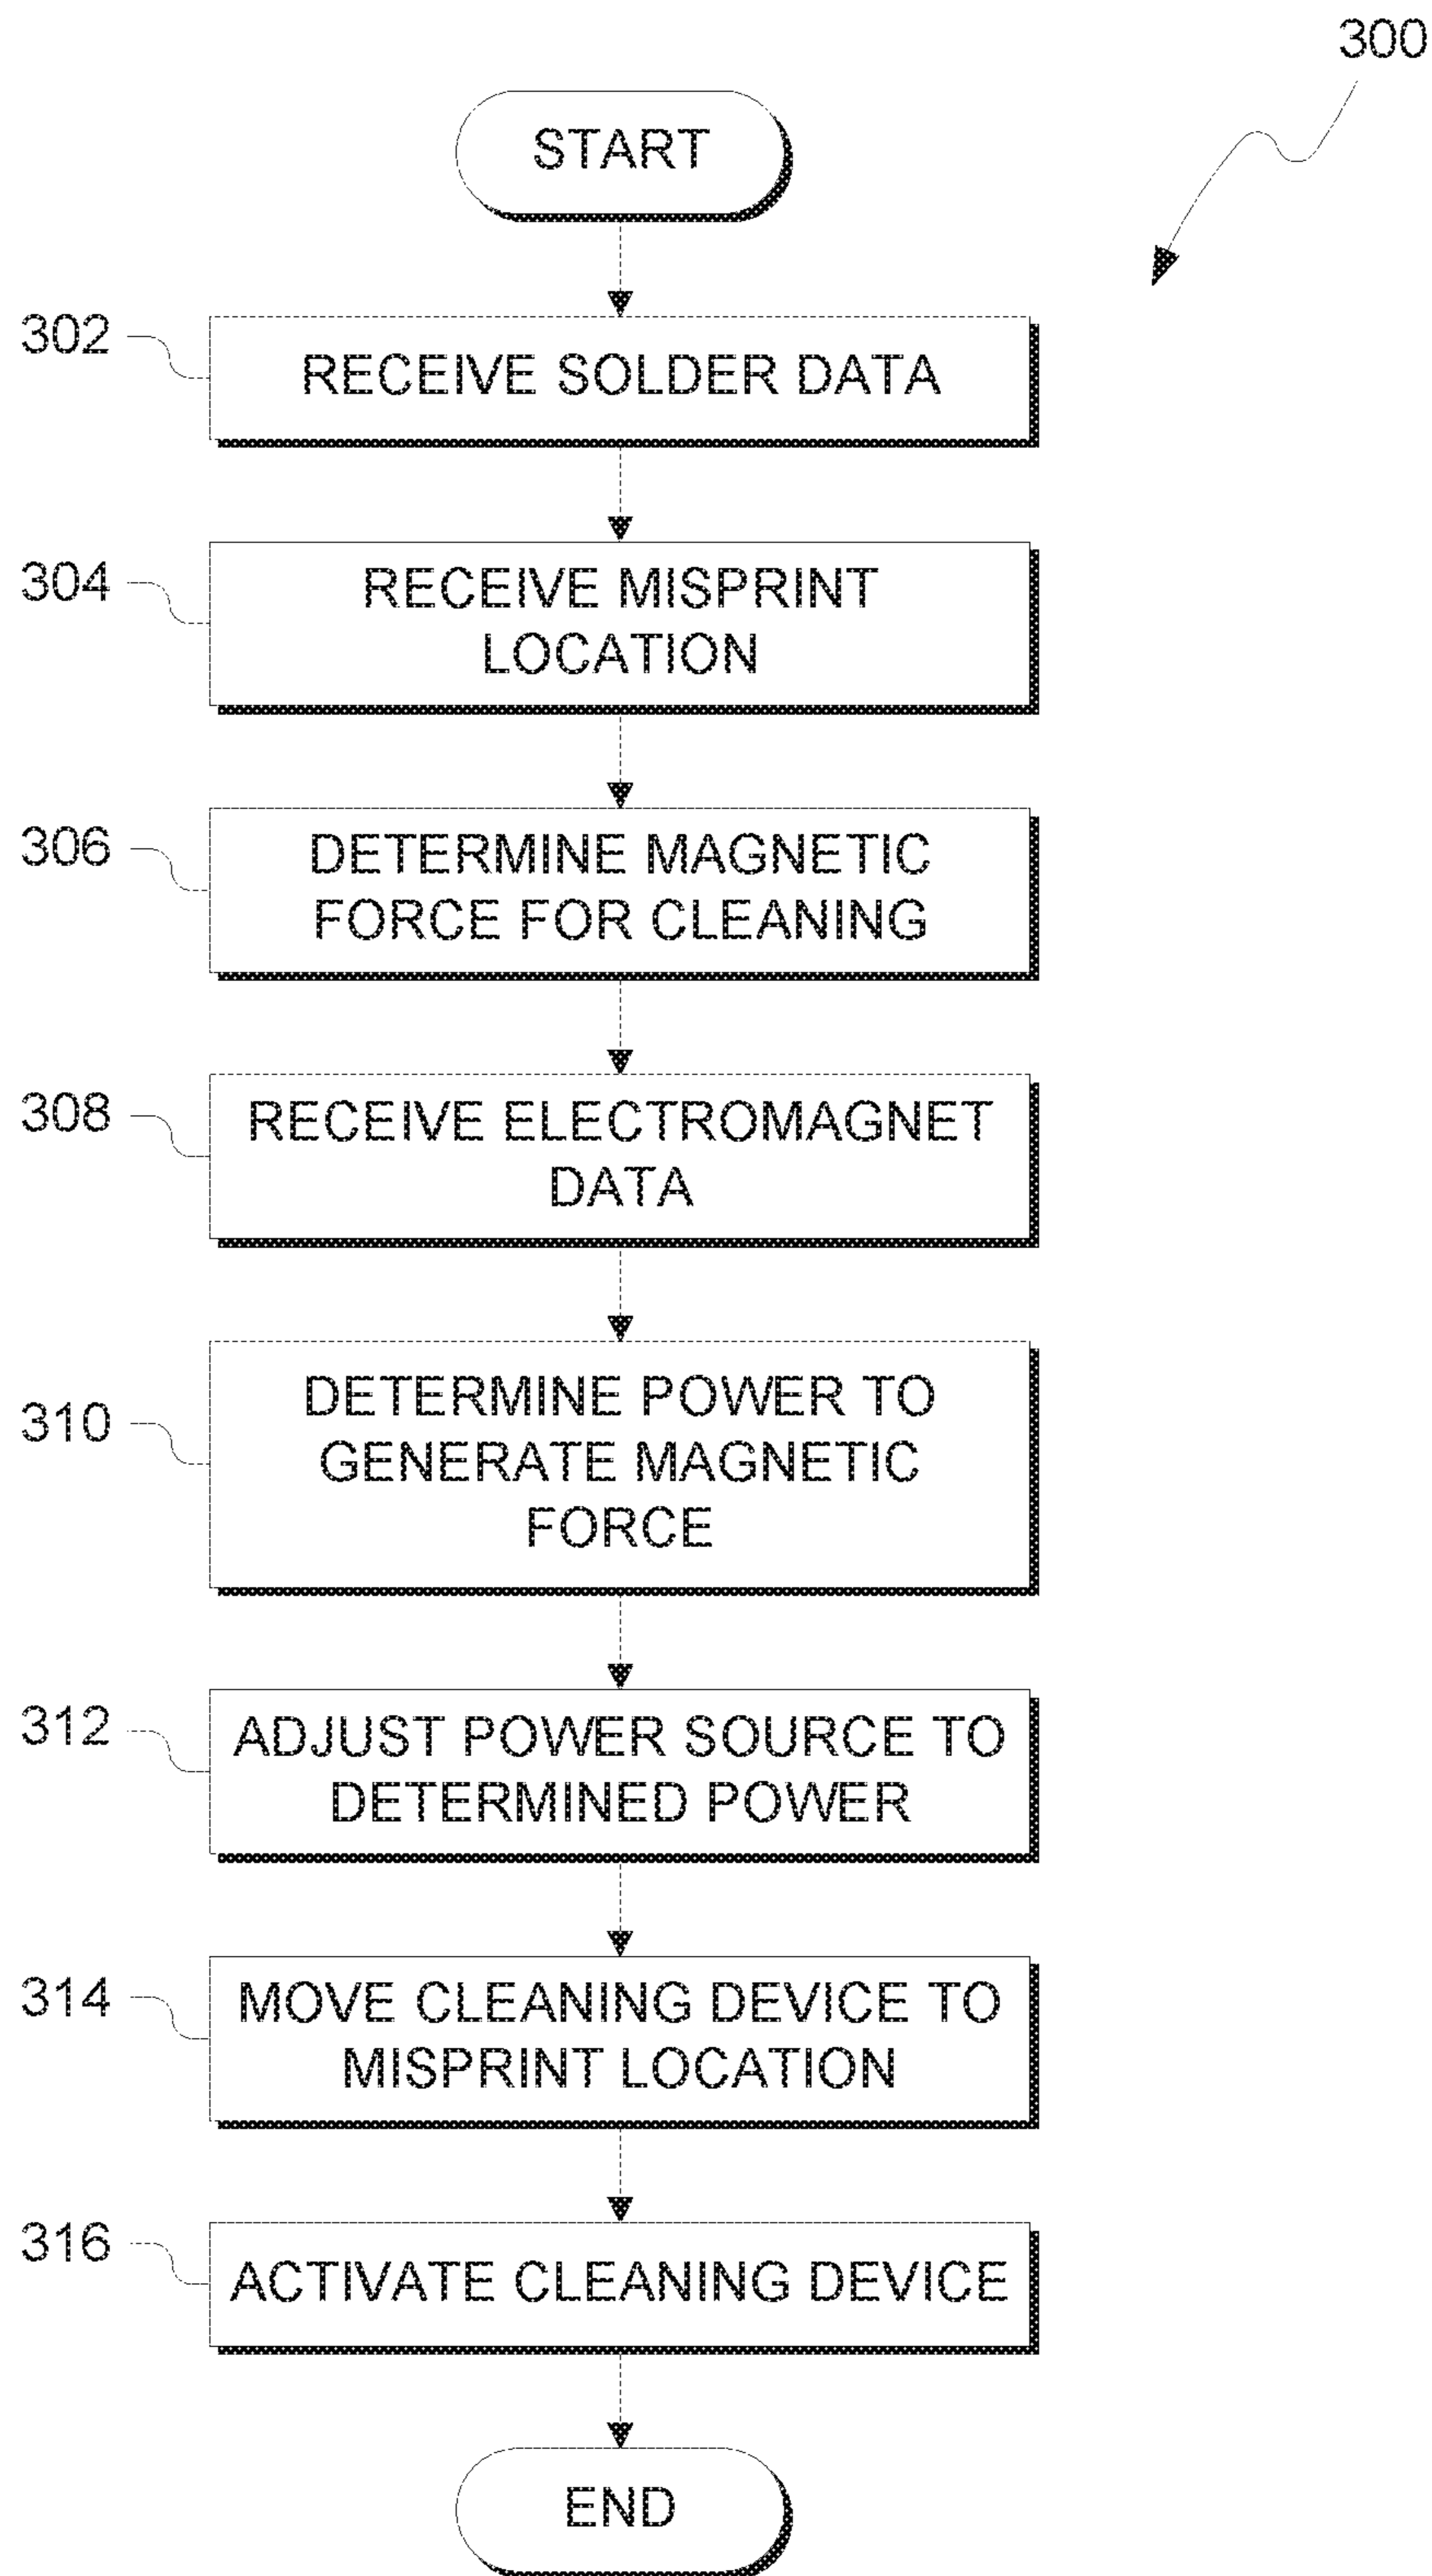 300
START
302
RECEIVE SOLDER DATA
304
RECEIVE MISPRINT
LOCATION
306
DETERMINE MAGNETIC
FORCE FOR CLEANING
308
RECEIVE ELECTROMAGNET
DATA
310
DETERMINE POWER TO
GENERATE MAGNETIC
FORCE
312
ADJUST POWER SOURCE TO
DETERMINED POWER
314
MOVE CLEANING DEVICE TO
MISPRINT LOCATION
316
ACTIVATE CLEANING DEVICE
END